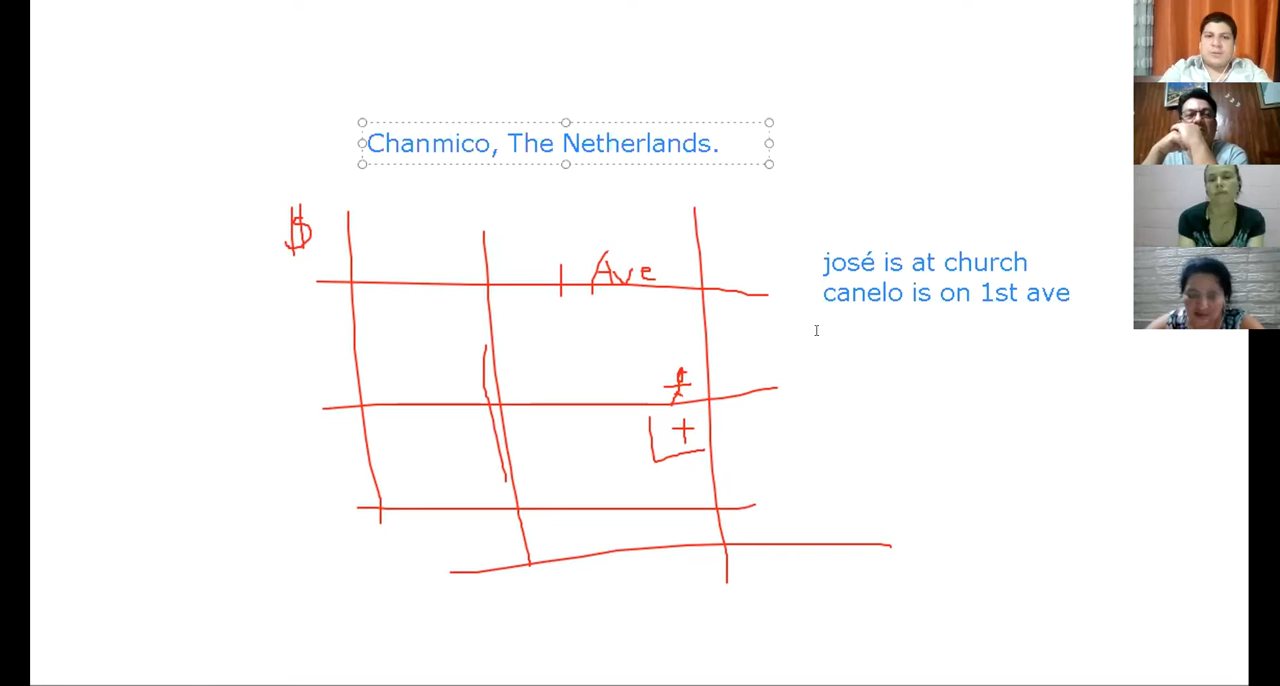 Chanmico, The Netherlands.
$
1 Ave
josé is at church
canelo is on 1st ave
+